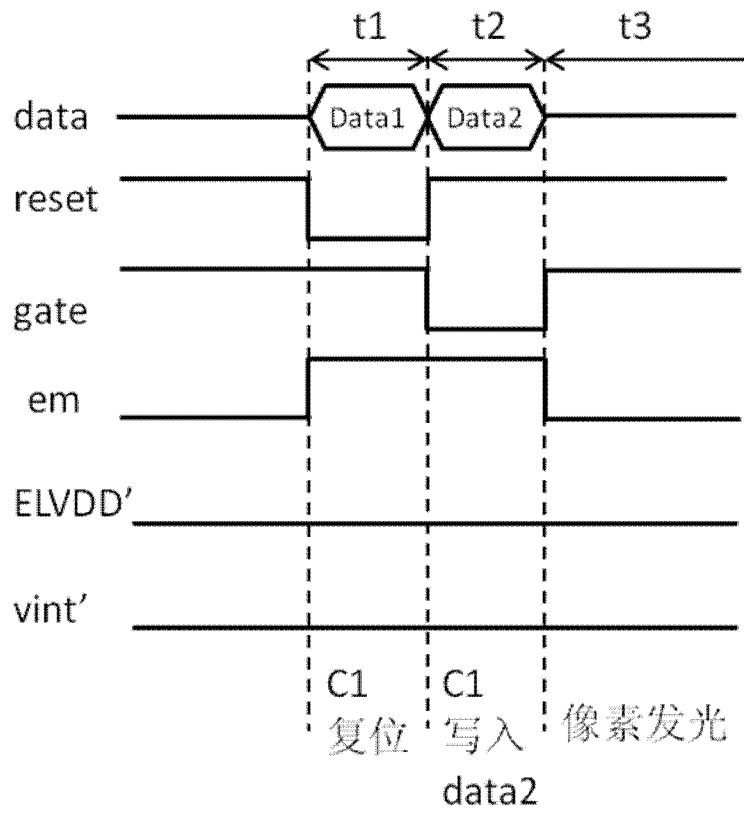 t1 t2 t3
data Data1 Data2
reset
gate
em
ELVDD’
vint’
C1 C1
复位 写入 像素发光
data2